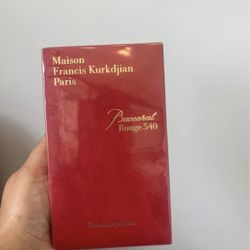 Maison
Francis Kurkdjian
Paris
Baccarat
Rouge 540